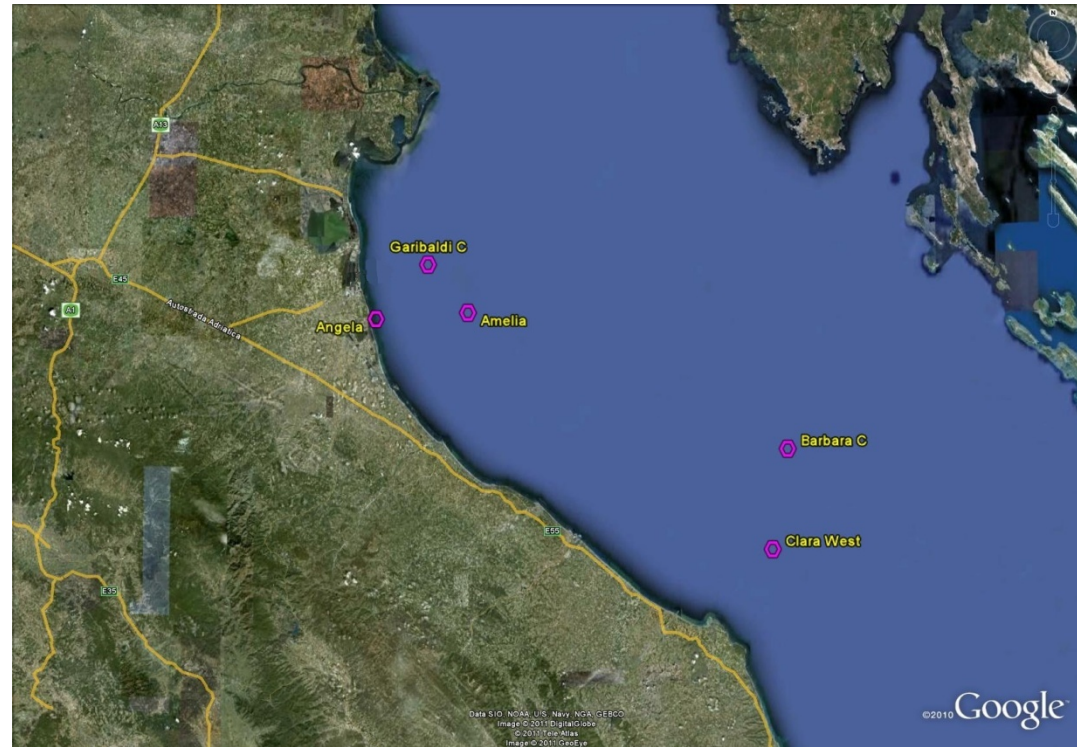 N
A13
Garibaldi C
E45
A1
Autostrada Adriatica
Angela
Amelia
Barbara C
E55
Clara West
E35
Data SIO, NOAA, U.S. Navy, NGA, GEBCO
Image © 2011 DigitalGlobe
© 2011 Tele Atlas
Image © 2011 GeoEye
©2010 Google